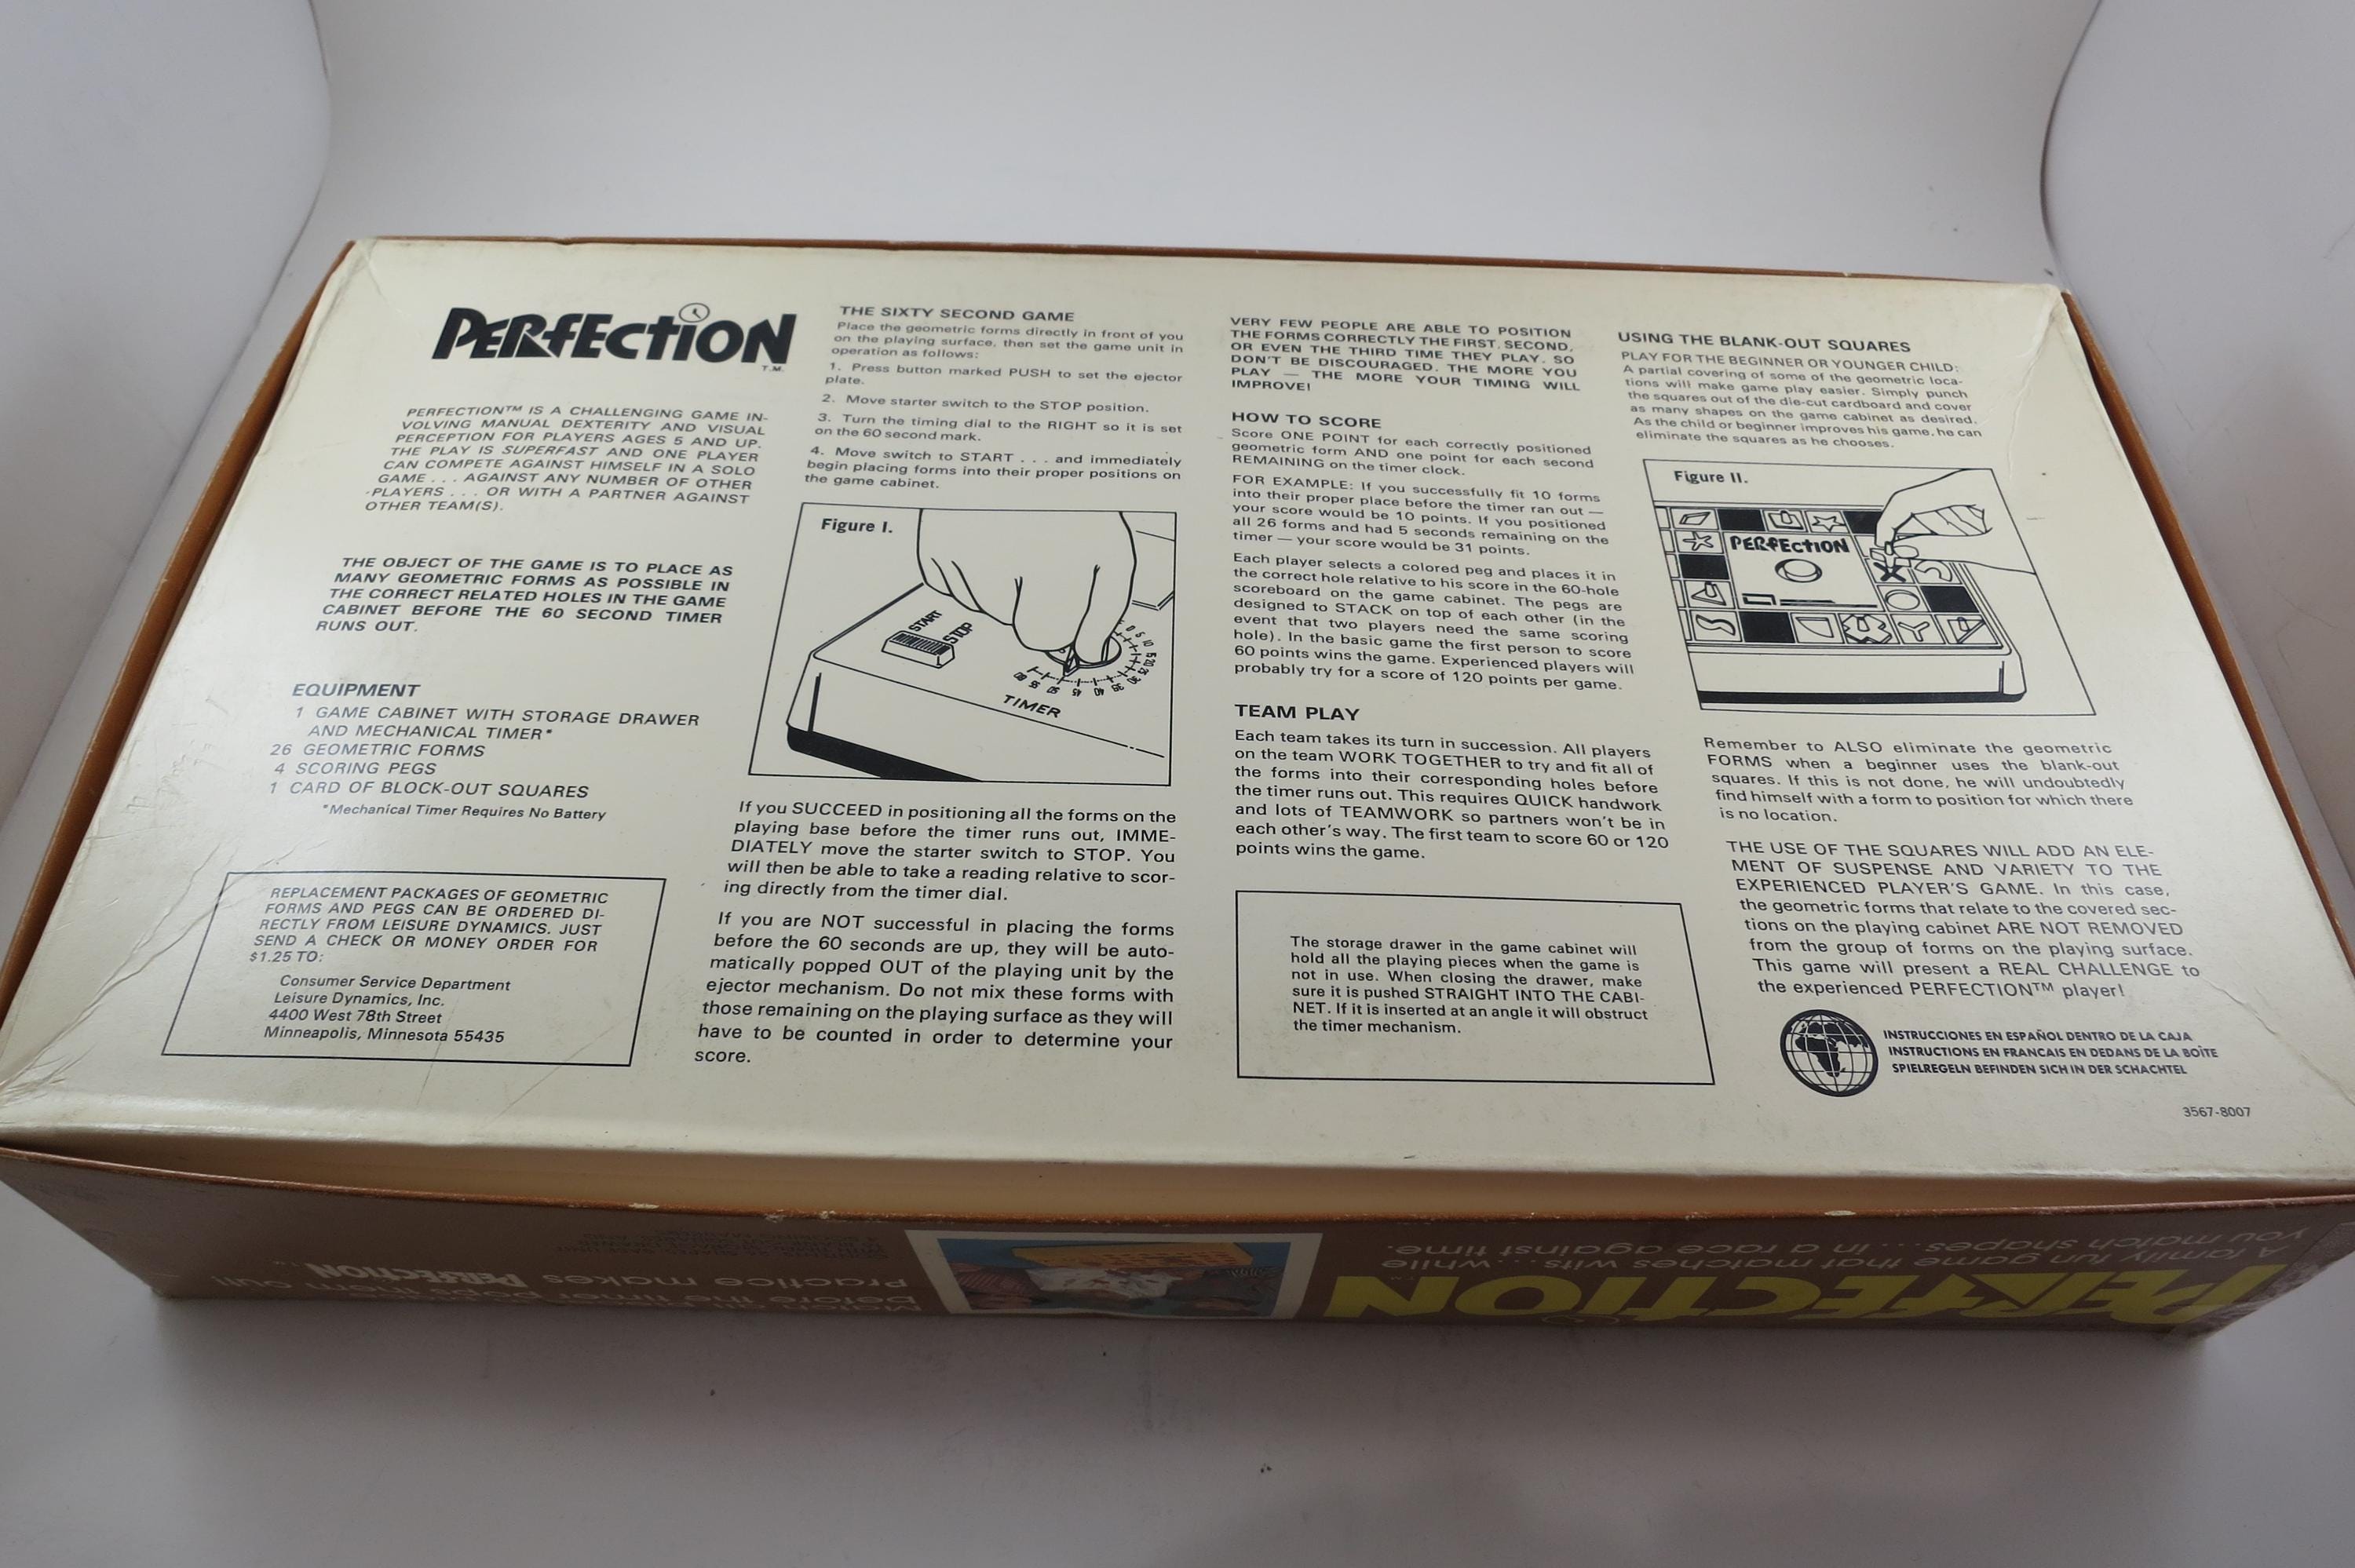 PERFECTION
T.M.
PERFECTION™ IS A CHALLENGING GAME IN-
VOLVING MANUAL DEXTERITY AND VISUAL
PERCEPTION FOR PLAYERS AGES 5 AND UP.
THE PLAY IS SUPERFAST AND ONE PLAYER
CAN COMPETE AGAINST HIMSELF IN A SOLO
GAME . . . AGAINST ANY NUMBER OF OTHER
PLAYERS . . . OR WITH A PARTNER AGAINST
OTHER TEAM(S).
THE OBJECT OF THE GAME IS TO PLACE AS
MANY GEOMETRIC FORMS AS POSSIBLE IN
THE CORRECT RELATED HOLES IN THE GAME
CABINET BEFORE THE 60 SECOND TIMER
RUNS OUT.
EQUIPMENT
1 GAME CABINET WITH STORAGE DRAWER
AND MECHANICAL TIMER*
26 GEOMETRIC FORMS
4 SCORING PEGS
1 CARD OF BLOCK-OUT SQUARES
*Mechanical Timer Requires No Battery
REPLACEMENT PACKAGES OF GEOMETRIC
FORMS AND PEGS CAN BE ORDERED DI-
RECTLY FROM LEISURE DYNAMICS. JUST
SEND A CHECK OR MONEY ORDER FOR
$1.25 TO:
Consumer Service Department
Leisure Dynamics, Inc.
4400 West 78th Street
Minneapolis, Minnesota 55435
THE SIXTY SECOND GAME
Place the geometric forms directly in front of you
on the playing surface, then set the game unit in
operation as follows:
1. Press button marked PUSH to set the ejector
plate.
2. Move starter switch to the STOP position.
3. Turn the timing dial to the RIGHT so it is set
on the 60 second mark.
4. Move switch to START . . . and immediately
begin placing forms into their proper positions on
the game cabinet.
Figure I.
START
STOP
0 5 10 15 20 25 30 35 40 45 50 55 60
TIMER
If you SUCCEED in positioning all the forms on the
playing base before the timer runs out, IMME-
DIATELY move the starter switch to STOP. You
will then be able to take a reading relative to scor-
ing directly from the timer dial.
If you are NOT successful in placing the forms
before the 60 seconds are up, they will be auto-
matically popped OUT of the playing unit by the
ejector mechanism. Do not mix these forms with
those remaining on the playing surface as they will
have to be counted in order to determine your
score.
VERY FEW PEOPLE ARE ABLE TO POSITION
THE FORMS CORRECTLY THE FIRST, SECOND,
OR EVEN THE THIRD TIME THEY PLAY. SO
DON'T BE DISCOURAGED. THE MORE YOU
PLAY — THE MORE YOUR TIMING WILL
IMPROVE!
HOW TO SCORE
Score ONE POINT for each correctly positioned
geometric form AND one point for each second
REMAINING on the timer clock.
FOR EXAMPLE: If you successfully fit 10 forms
into their proper place before the timer ran out —
your score would be 10 points. If you positioned
all 26 forms and had 5 seconds remaining on the
timer — your score would be 31 points.
Each player selects a colored peg and places it in
the correct hole relative to his score in the 60-hole
scoreboard on the game cabinet. The pegs are
designed to STACK on top of each other (in the
event that two players need the same scoring
hole). In the basic game the first person to score
60 points wins the game. Experienced players will
probably try for a score of 120 points per game.
TEAM PLAY
Each team takes its turn in succession. All players
on the team WORK TOGETHER to try and fit all of
the forms into their corresponding holes before
the timer runs out. This requires QUICK handwork
and lots of TEAMWORK so partners won't be in
each other's way. The first team to score 60 or 120
points wins the game.
The storage drawer in the game cabinet will
hold all the playing pieces when the game is
not in use. When closing the drawer, make
sure it is pushed STRAIGHT INTO THE CABI-
NET. If it is inserted at an angle it will obstruct
the timer mechanism.
USING THE BLANK-OUT SQUARES
PLAY FOR THE BEGINNER OR YOUNGER CHILD:
A partial covering of some of the geometric loca-
tions will make game play easier. Simply punch
the squares out of the die-cut cardboard and cover
as many shapes on the game cabinet as desired.
As the child or beginner improves his game, he can
eliminate the squares as he chooses.
Figure II.
PERFECTION
Remember to ALSO eliminate the geometric
FORMS when a beginner uses the blank-out
squares. If this is not done, he will undoubtedly
find himself with a form to position for which there
is no location.
THE USE OF THE SQUARES WILL ADD AN ELE-
MENT OF SUSPENSE AND VARIETY TO THE
EXPERIENCED PLAYER'S GAME. In this case,
the geometric forms that relate to the covered sec-
tions on the playing cabinet ARE NOT REMOVED
from the group of forms on the playing surface.
This game will present a REAL CHALLENGE to
the experienced PERFECTION™ player!
INSTRUCCIONES EN ESPAÑOL DENTRO DE LA CAJA
INSTRUCTIONS EN FRANCAIS EN DEDANS DE LA BOÎTE
SPIELREGELN BEFINDEN SICH IN DER SCHACHTEL
3567-8007
PERFECTION
A family fun game that matches wits...while
you match shapes ... in a race against time.
before the timer pops them out!
Practice makes PERFECTION